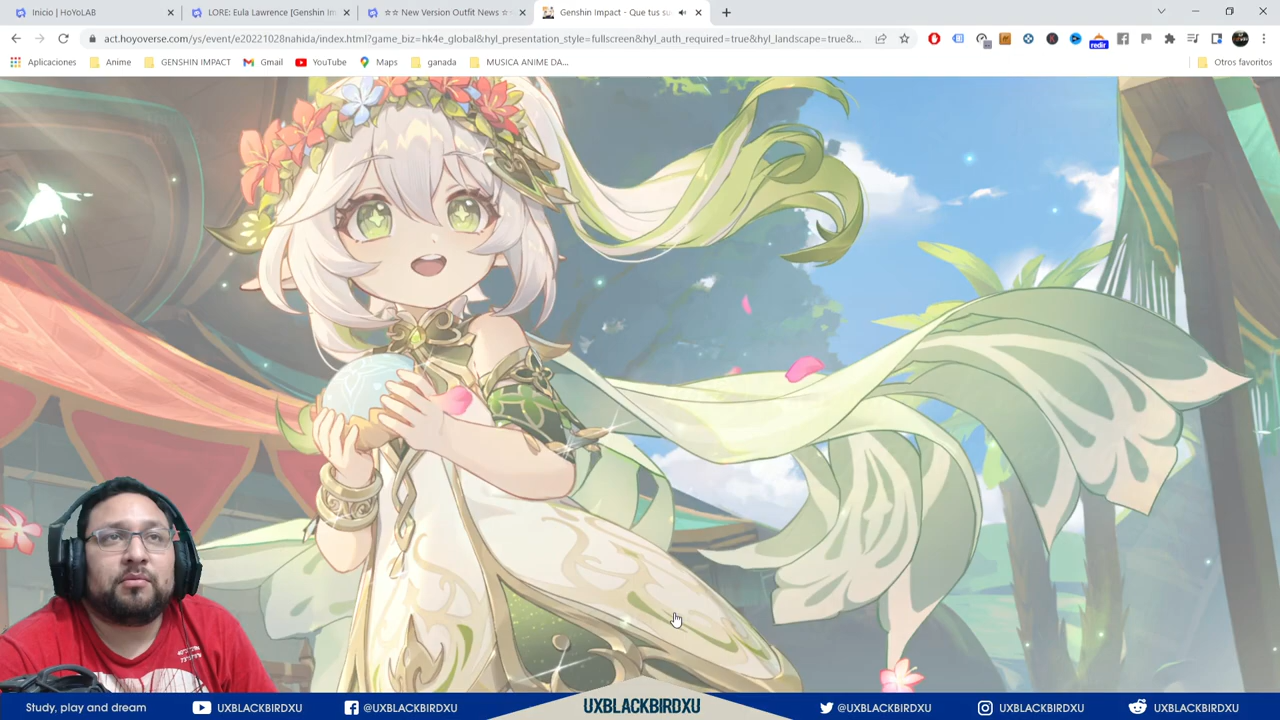 Inicio | HoYoLAB
LORE: Eula Lawrence [Genshin Im
☆☆ New Version Outfit News ☆
Genshin Impact - Que tus su
act.hoyoverse.com/ys/event/e20221028nahida/index.html?game_biz=hk4e_global&hyl_presentation_style=fullscreen&hyl_auth_required=true&hyl_landscape=true&...
redir
Aplicaciones
Anime
GENSHIN IMPACT
Gmail
YouTube
Maps
ganada
MUSICA ANIME DA...
Otros favoritos
Study, play and dream
UXBLACKBIRDXU
@UXBLACKBIRDXU
UXBLACKBIRDXU
@UXBLACKBIRDXU
UXBLACKBIRDXU
UXBLACKBIRDXU